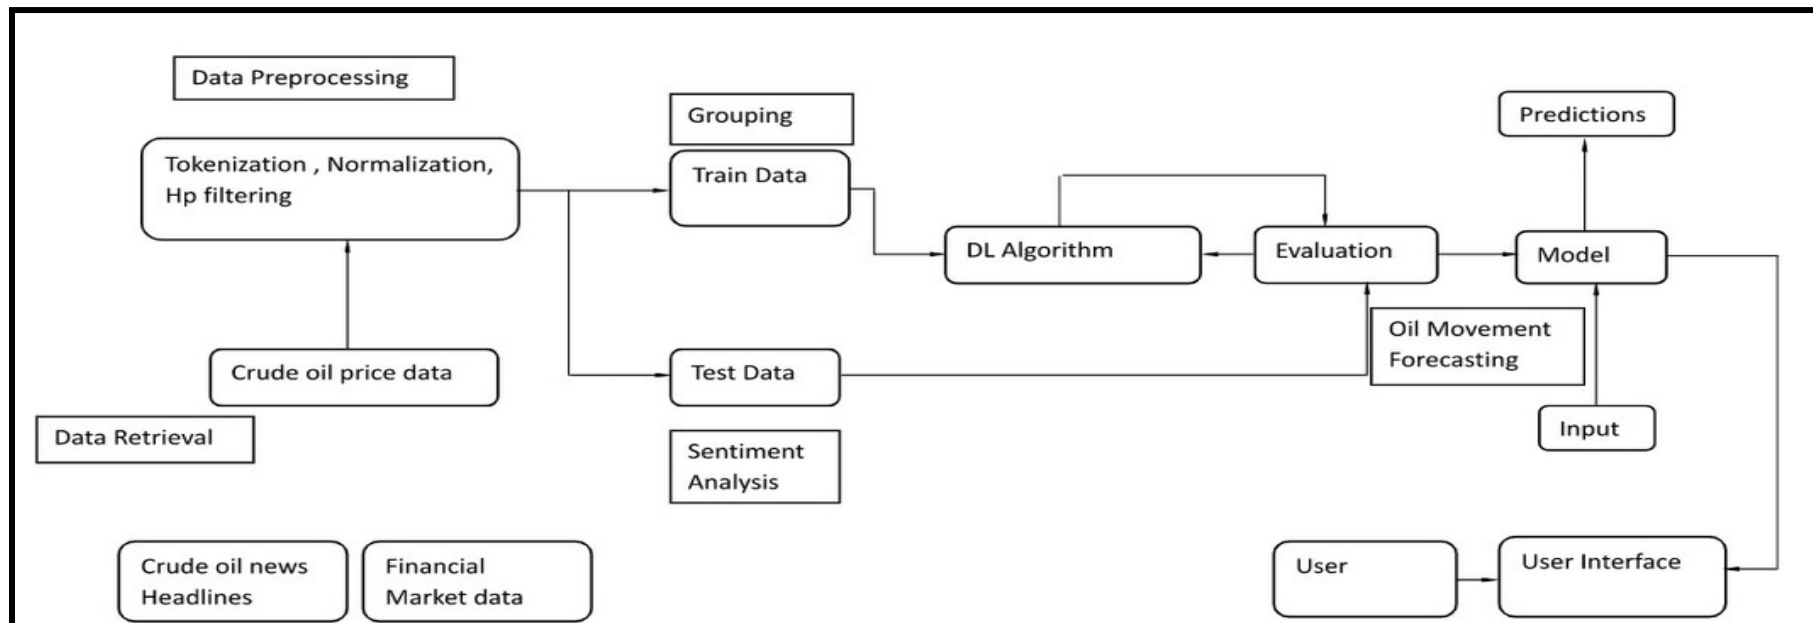 Data Preprocessing
Grouping
Predictions
Tokenization , Normalization,
Hp filtering
Train Data
DL Algorithm
Evaluation
Model
Oil Movement
Forecasting
Crude oil price data
Test Data
Input
Data Retrieval
Sentiment
Analysis
Crude oil news
Headlines
Financial
Market data
User
User Interface